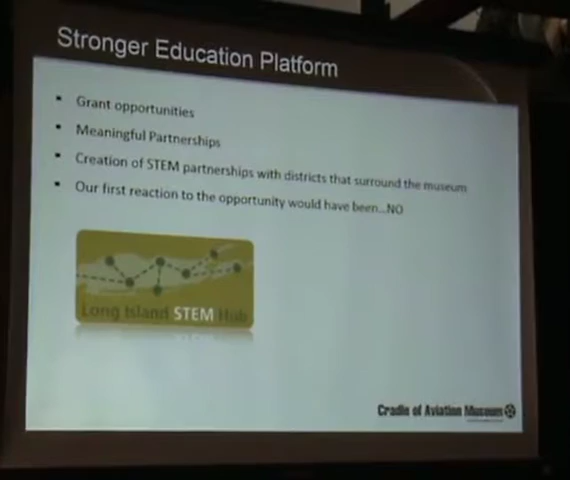 Stronger Education Platform
Grant opportunities
Meaningful Partnerships
Creation of STEM partnerships with districts that surround the museum
Our first reaction to the opportunity would have been...NO
Long Island STEM Hub
Cradle of Aviation Museum